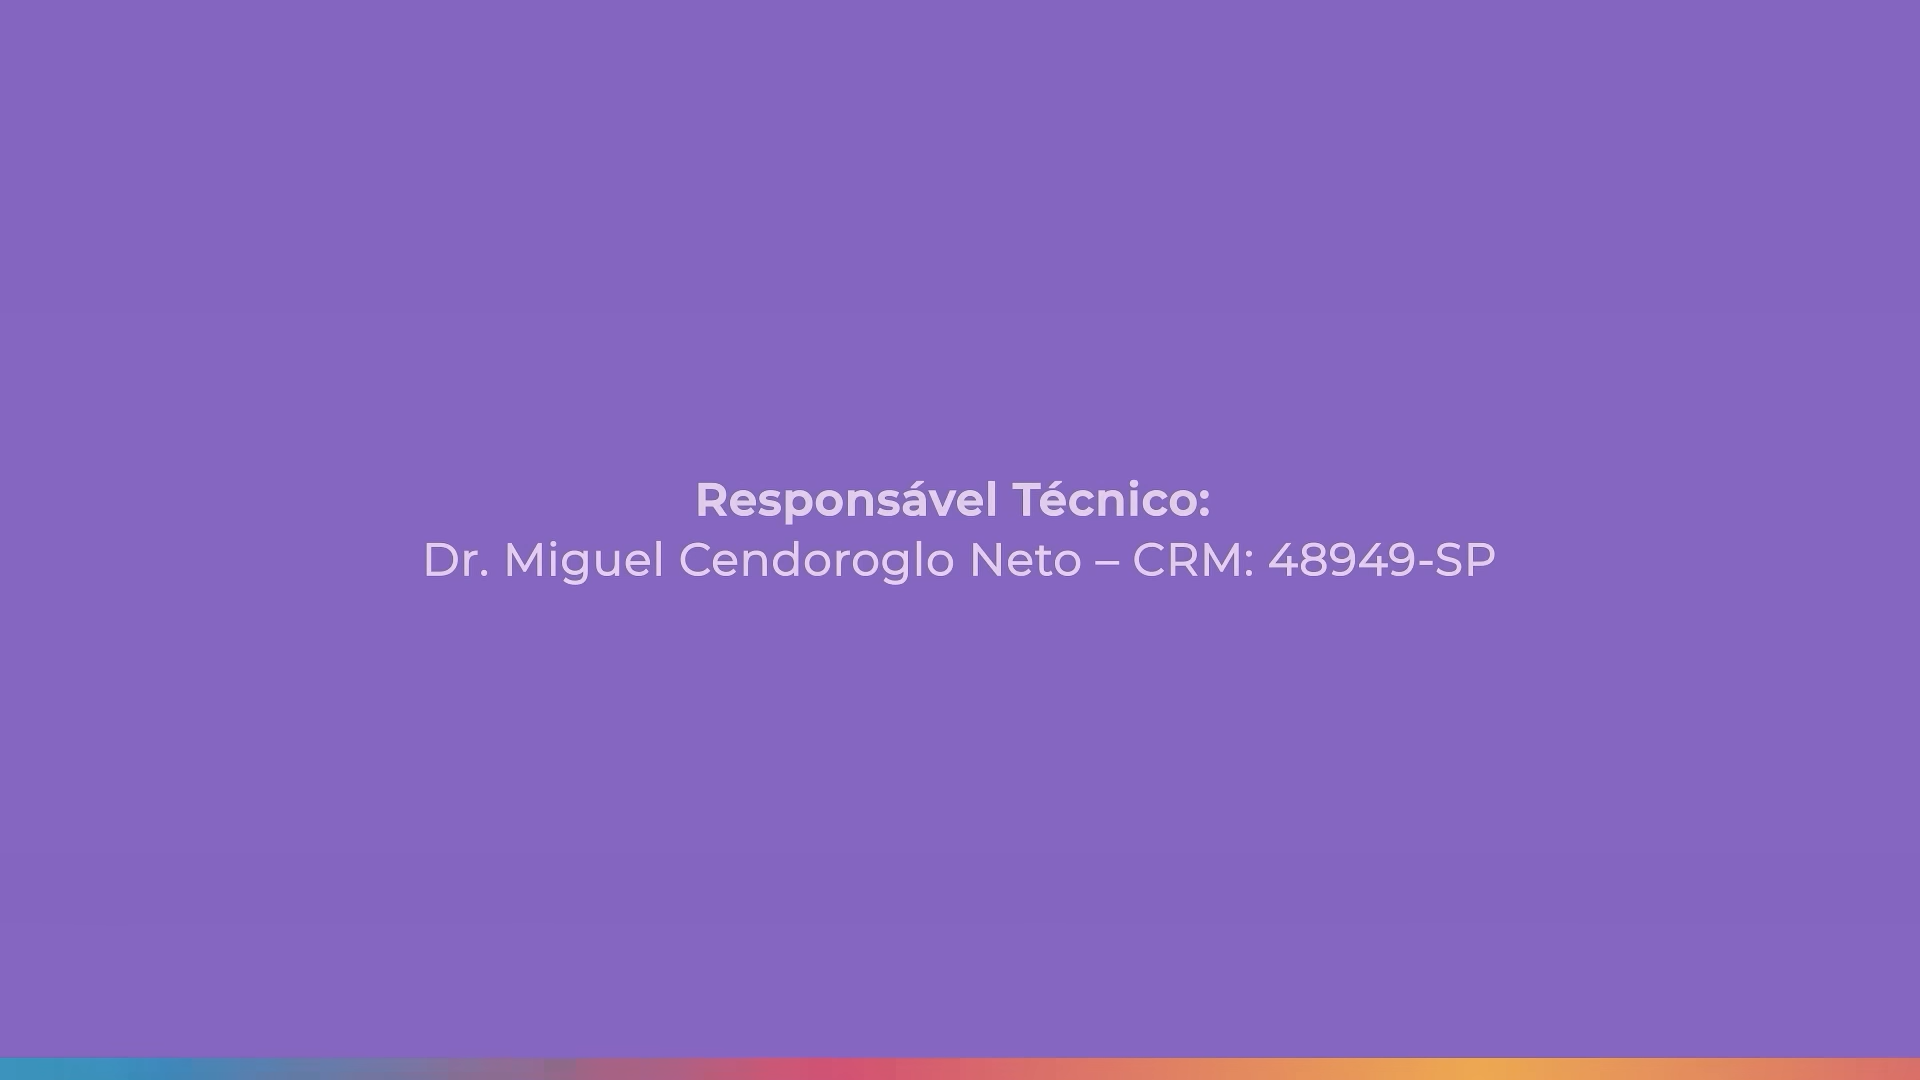 Responsável Técnico:
Dr. Miguel Cendoroglo Neto – CRM: 48949-SP